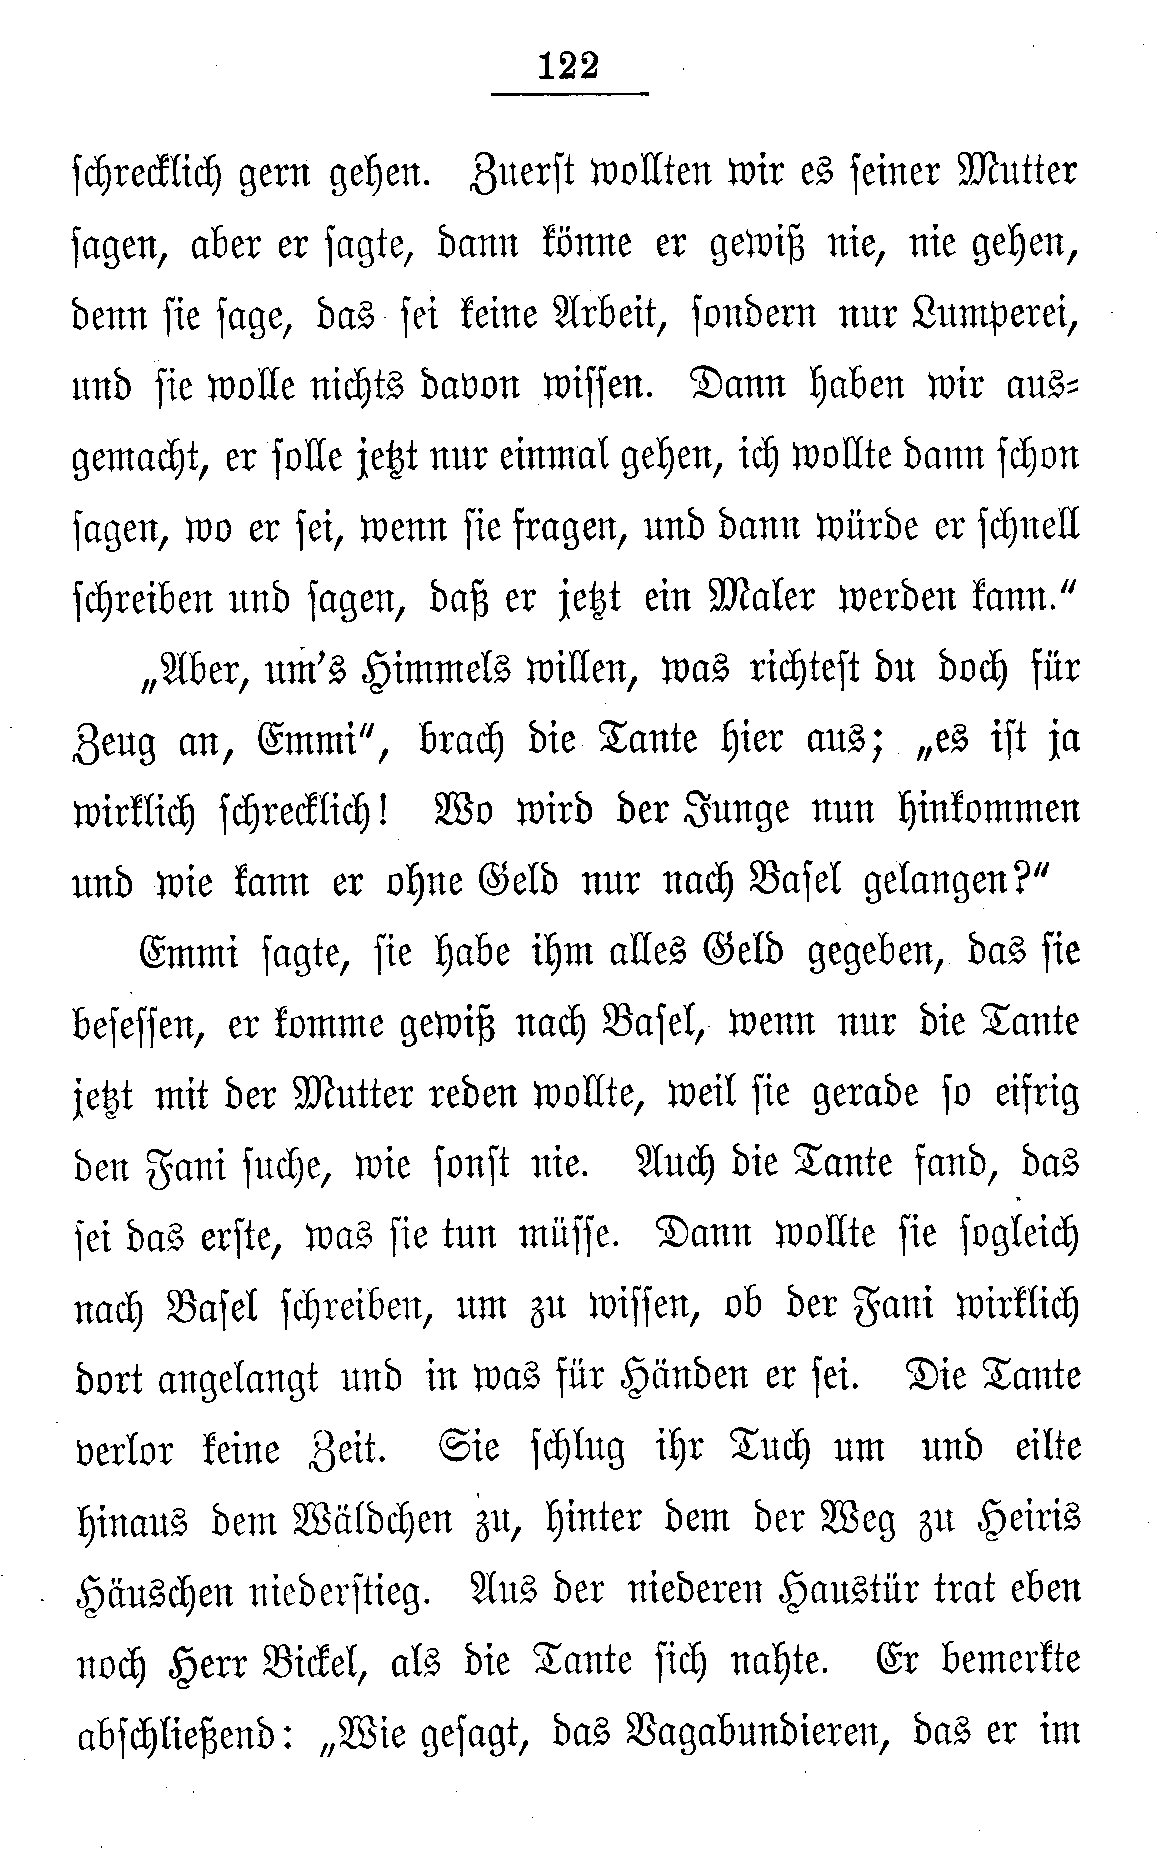 122
schrecklich gern gehen. Zuerst wollten wir es seiner Mutter
sagen, aber er sagte, dann könne er gewiß nie, nie gehen,
denn sie sage, das sei keine Arbeit, sondern nur Lumperei,
und sie wolle nichts davon wissen. Dann haben wir aus-
gemacht, er solle jetzt nur einmal gehen, ich wollte dann schon
sagen, wo er sei, wenn sie fragen, und dann würde er schnell
schreiben und sagen, daß er jetzt ein Maler werden kann.“
„Aber, um's Himmels willen, was richtest du doch für
Zeug an, Emmi“, brach die Tante hier aus; „es ist ja
wirklich schrecklich! Wo wird der Junge nun hinkommen
und wie kann er ohne Geld nur nach Basel gelangen?“
Emmi sagte, sie habe ihm alles Geld gegeben, das sie
besessen, er komme gewiß nach Basel, wenn nur die Tante
jetzt mit der Mutter reden wollte, weil sie gerade so eifrig
den Fani suche, wie sonst nie. Auch die Tante fand, das
sei das erste, was sie tun müsse. Dann wollte sie sogleich
nach Basel schreiben, um zu wissen, ob der Fani wirklich
dort angelangt und in was für Händen er sei. Die Tante
verlor keine Zeit. Sie schlug ihr Tuch um und eilte
hinaus dem Wäldchen zu, hinter dem der Weg zu Heiris
Häuschen niederstieg. Aus der niederen Haustür trat eben
noch Herr Bickel, als die Tante sich nahte. Er bemerkte
abschließend: „Wie gesagt, das Vagabundieren, das er im